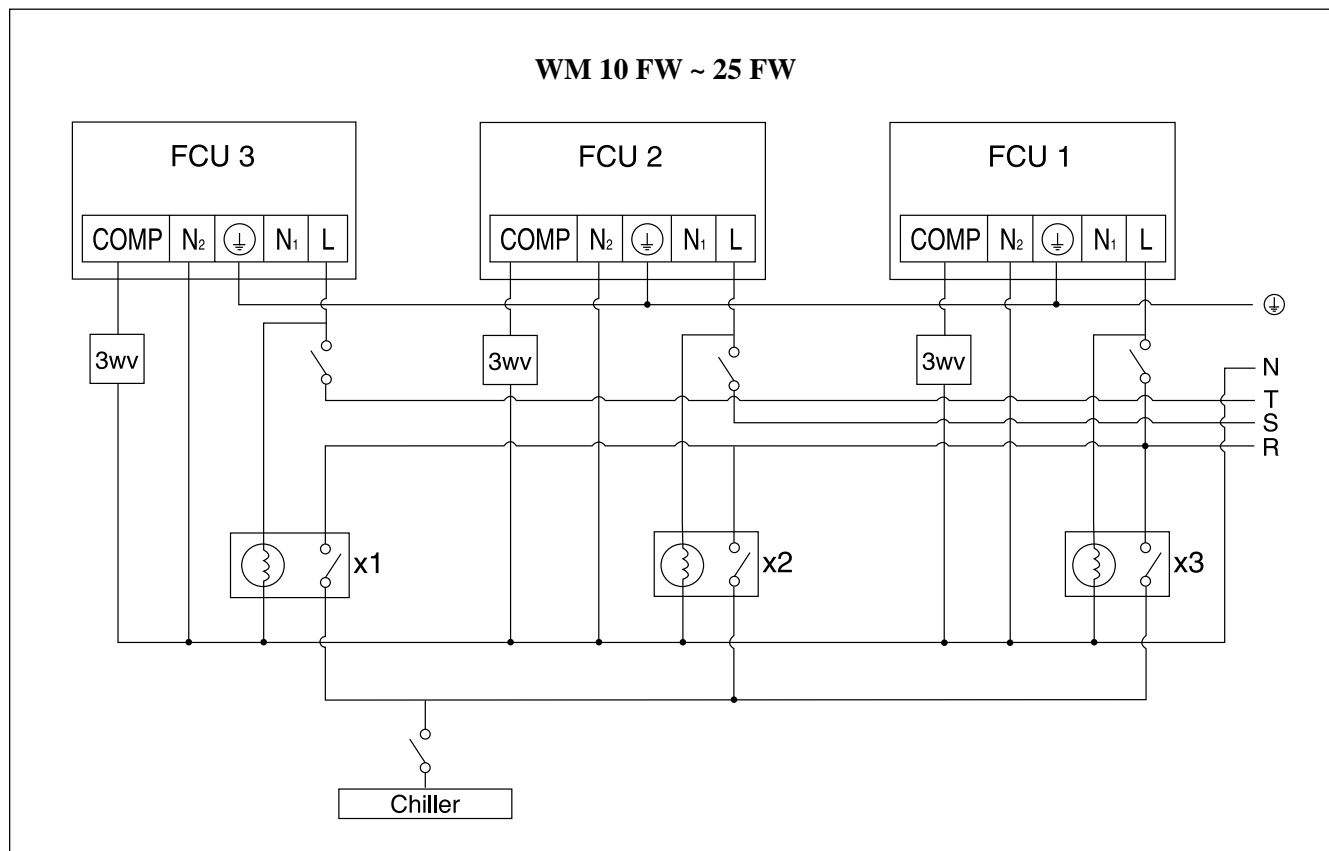 WM 10 FW ~ 25 FW
FCU 3
FCU 2
FCU 1
COMP N₂ N₁ L
COMP N₂ N₁ L
COMP N₂ N₁ L
3wv
3wv
3wv
N
T
S
R
x1
x2
x3
Chiller